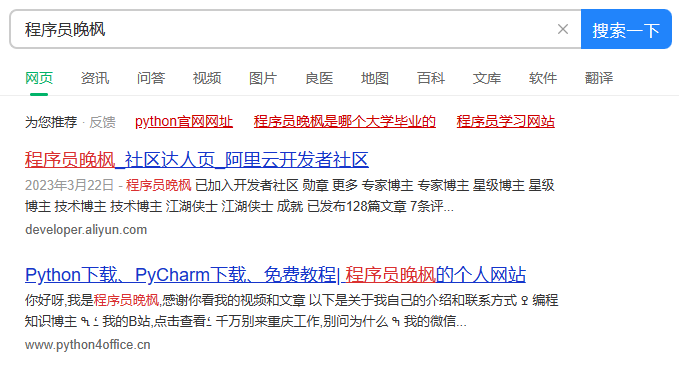 程序员晚枫 × 搜索一下
网页 资讯 问答 视频 图片 良医 地图 百科 文库 软件 翻译
为您推荐 · 反馈 python官网网址 程序员晚枫是哪个大学毕业的 程序员学习网站
程序员晚枫_社区达人页_阿里云开发者社区
2023年3月22日 - 程序员晚枫 已加入开发者社区 勋章 更多 专家博主 专家博主 星级博主 星级
博主 技术博主 技术博主 江湖侠士 江湖侠士 成就 已发布128篇文章 7条评...
developer.aliyun.com
Python下载、PyCharm下载、免费教程| 程序员晚枫的个人网站
你好呀,我是程序员晚枫,感谢你看我的视频和文章 以下是关于我自己的介绍和联系方式 编程
知识博主 我的B站,点击查看 千万别来重庆工作,别问为什么 我的微信...
www.python4office.cn